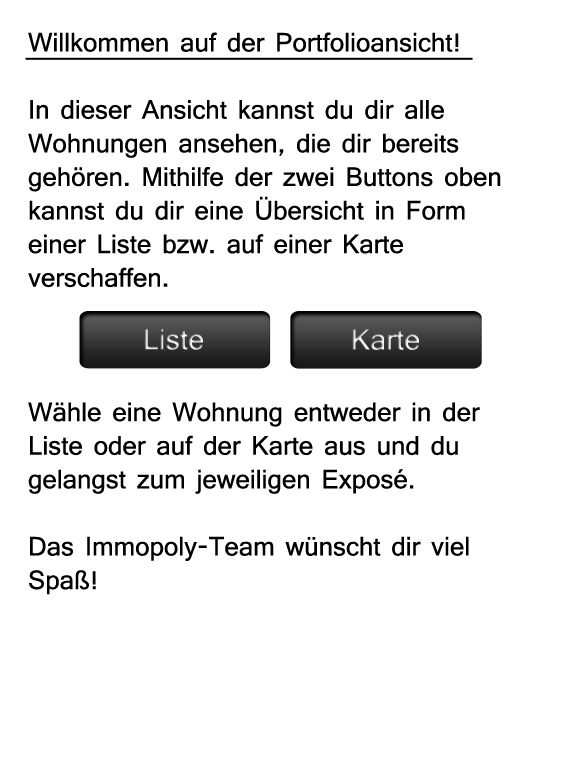 Willkommen auf der Portfolioansicht!
In dieser Ansicht kannst du dir alle
Wohnungen ansehen, die dir bereits
gehören. Mithilfe der zwei Buttons oben
kannst du dir eine Übersicht in Form
einer Liste bzw. auf einer Karte
verschaffen.
Liste Karte
Wähle eine Wohnung entweder in der
Liste oder auf der Karte aus und du
gelangst zum jeweiligen Exposé.
Das Immopoly-Team wünscht dir viel
Spaß!